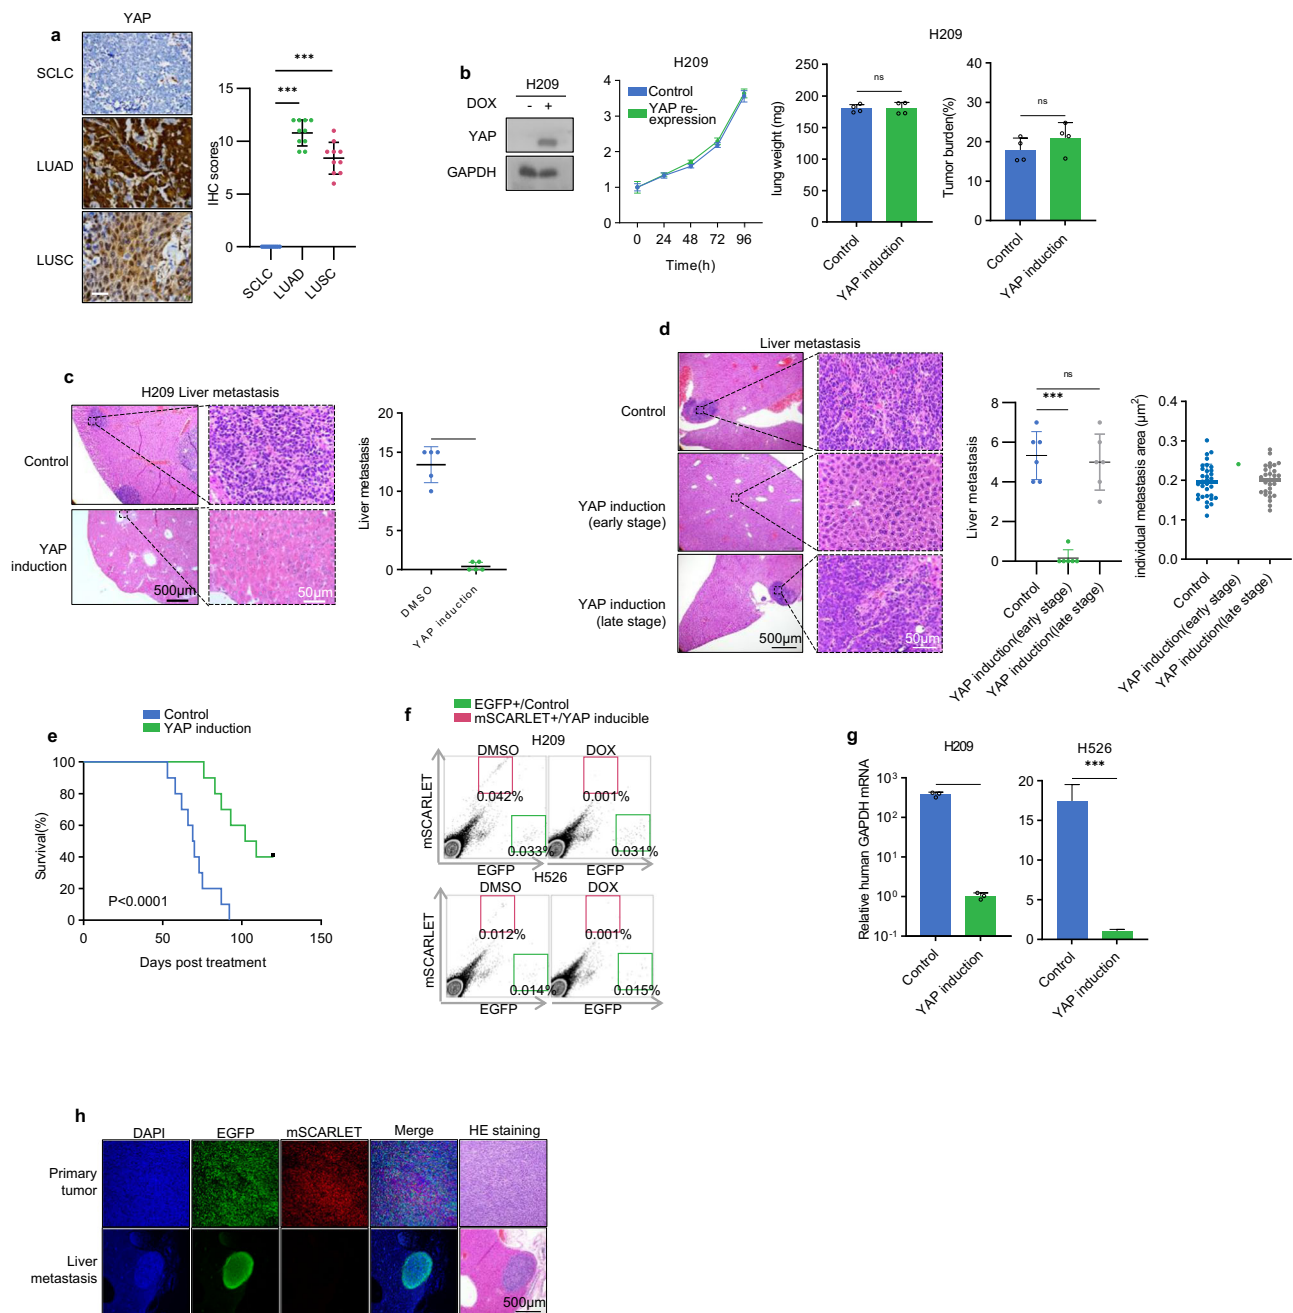 a
YAP
SCLC
LUAD
LUSC
IHC scores
15
10
5
0
***
***
SCLC
LUAD
LUSC
b
H209
DOX
-
+
YAP
GAPDH
H209
Control
YAP re-
expression
4
3
2
1
0
0
24
48
72
96
Time(h)
H209
lung weight (mg)
250
200
150
100
50
0
ns
Control
YAP induction
Tumor burden(%)
40
30
20
10
0
ns
Control
YAP induction
c
H209 Liver metastasis
Control
YAP
induction
500µm
50µm
Liver metastasis
20
15
10
5
0
DMSO
YAP induction
d
Liver metastasis
Control
YAP induction
(early stage)
YAP induction
(late stage)
500µm
50µm
Liver metastasis
8
6
4
2
0
ns
***
Control
YAP induction(early stage)
YAP induction(late stage)
individual metastasis area (µm²)
0.4
0.3
0.2
0.1
0.0
Control
YAP induction(early stage)
YAP induction(late stage)
e
Control
YAP induction
Survival(%)
100
80
60
40
20
0
P<0.0001
0
50
100
150
Days post treatment
f
EGFP+/Control
mSCARLET+/YAP inducible
H209
DMSO
DOX
mSCARLET
0.042%
0.001%
0.033%
0.031%
EGFP
EGFP
H526
DMSO
DOX
mSCARLET
0.012%
0.001%
0.014%
0.015%
EGFP
EGFP
g
H209
Relative human GAPDH mRNA
10³
10²
10¹
10⁰
10⁻¹
Control
YAP induction
H526
***
20
15
10
5
0
Control
YAP induction
h
DAPI
EGFP
mSCARLET
Merge
HE staining
Primary
tumor
Liver
metastasis
500µm